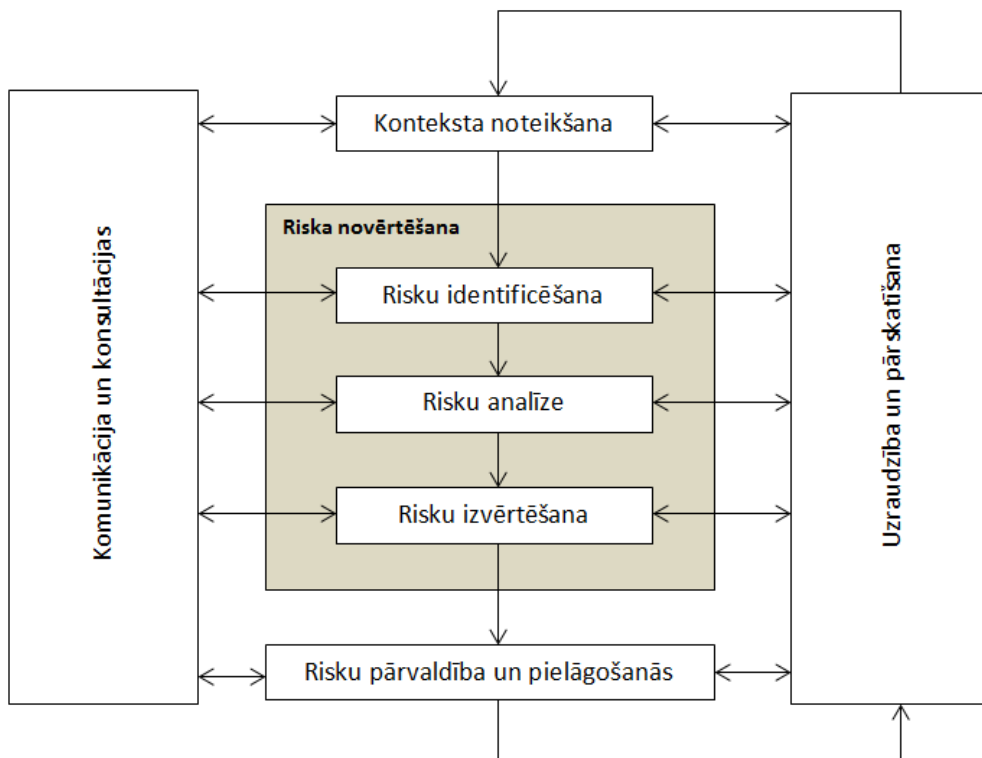 Konteksta noteikšana
Komunikācija un konsultācijas
Riska novērtēšana
Risku identificēšana
Risku analīze
Risku izvērtēšana
Risku pārvaldība un pielāgošanās
Uzraudzība un pārskatīšana